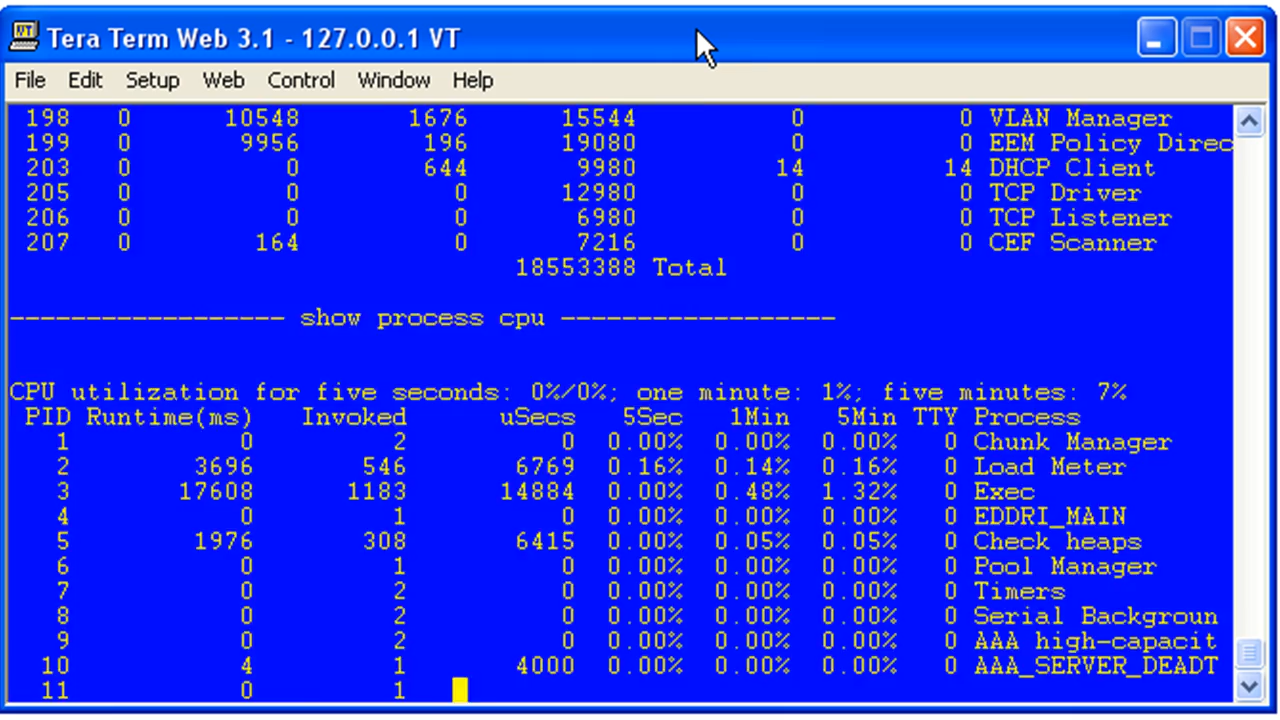 Tera Term Web 3.1 - 127.0.0.1 VT
File Edit Setup Web Control Window Help
198 0 10548 1676 15544 0 0 VLAN Manager
199 0 9956 196 19080 0 0 EEM Policy Direc
203 0 0 644 9980 14 14 DHCP Client
205 0 0 0 12980 0 0 TCP Driver
206 0 0 0 6980 0 0 TCP Listener
207 0 164 0 7216 0 0 CEF Scanner
18553388 Total
------------------ show process cpu ------------------
CPU utilization for five seconds: 0%/0%; one minute: 1%; five minutes: 7%
PID Runtime(ms) Invoked uSecs 5Sec 1Min 5Min TTY Process
1 0 2 0 0.00% 0.00% 0.00% 0 Chunk Manager
2 3696 546 6769 0.16% 0.14% 0.16% 0 Load Meter
3 17608 1183 14884 0.00% 0.48% 1.32% 0 Exec
4 0 1 0 0.00% 0.00% 0.00% 0 EDDRI_MAIN
5 1976 308 6415 0.00% 0.05% 0.05% 0 Check heaps
6 0 1 0 0.00% 0.00% 0.00% 0 Pool Manager
7 0 2 0 0.00% 0.00% 0.00% 0 Timers
8 0 2 0 0.00% 0.00% 0.00% 0 Serial Backgroun
9 0 2 0 0.00% 0.00% 0.00% 0 AAA high-capacit
10 4 1 4000 0.00% 0.00% 0.00% 0 AAA_SERVER_DEADT
11 0 1